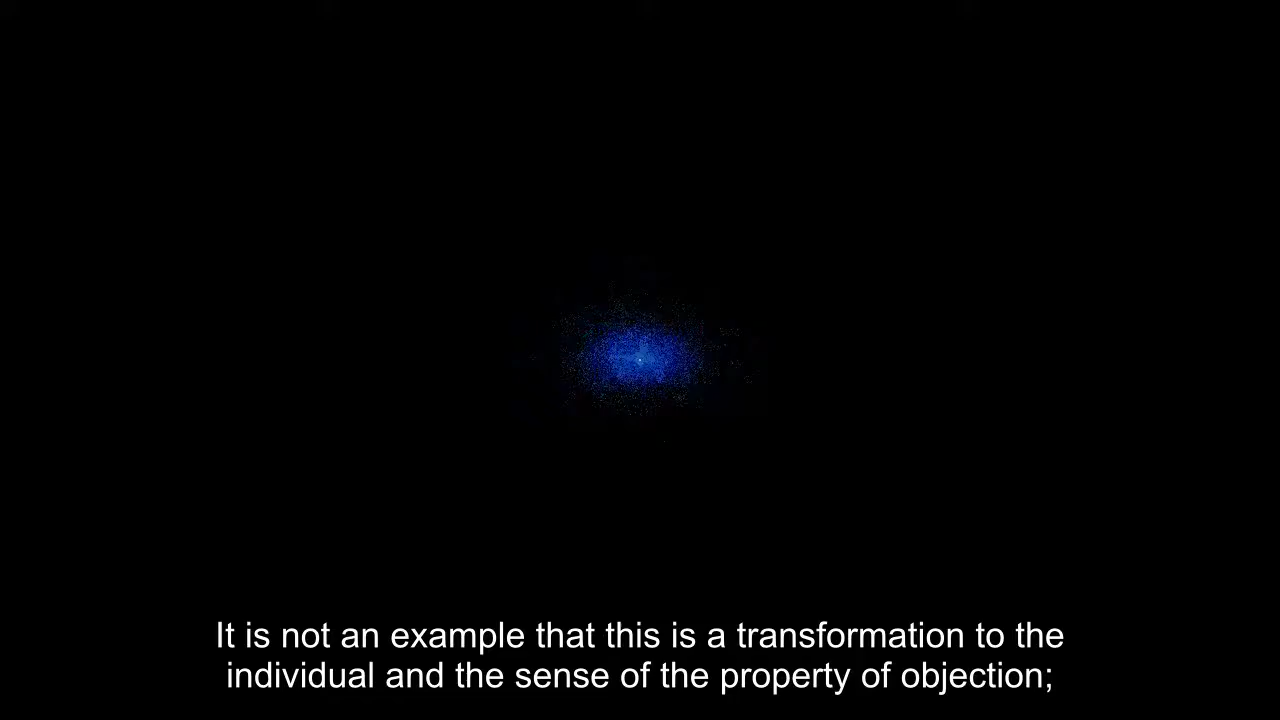 It is not an example that this is a transformation to the
individual and the sense of the property of objection;